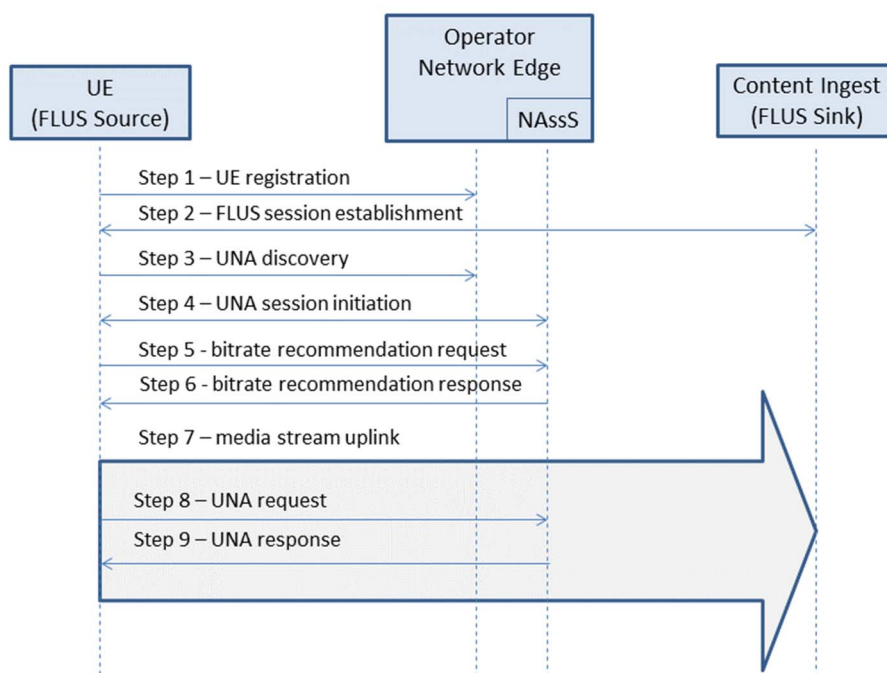 Operator
Network Edge
NAssS
UE
(FLUS Source)
Content Ingest
(FLUS Sink)
Step 1 – UE registration
Step 2 – FLUS session establishment
Step 3 – UNA discovery
Step 4 – UNA session initiation
Step 5 - bitrate recommendation request
Step 6 - bitrate recommendation response
Step 7 – media stream uplink
Step 8 – UNA request
Step 9 – UNA response